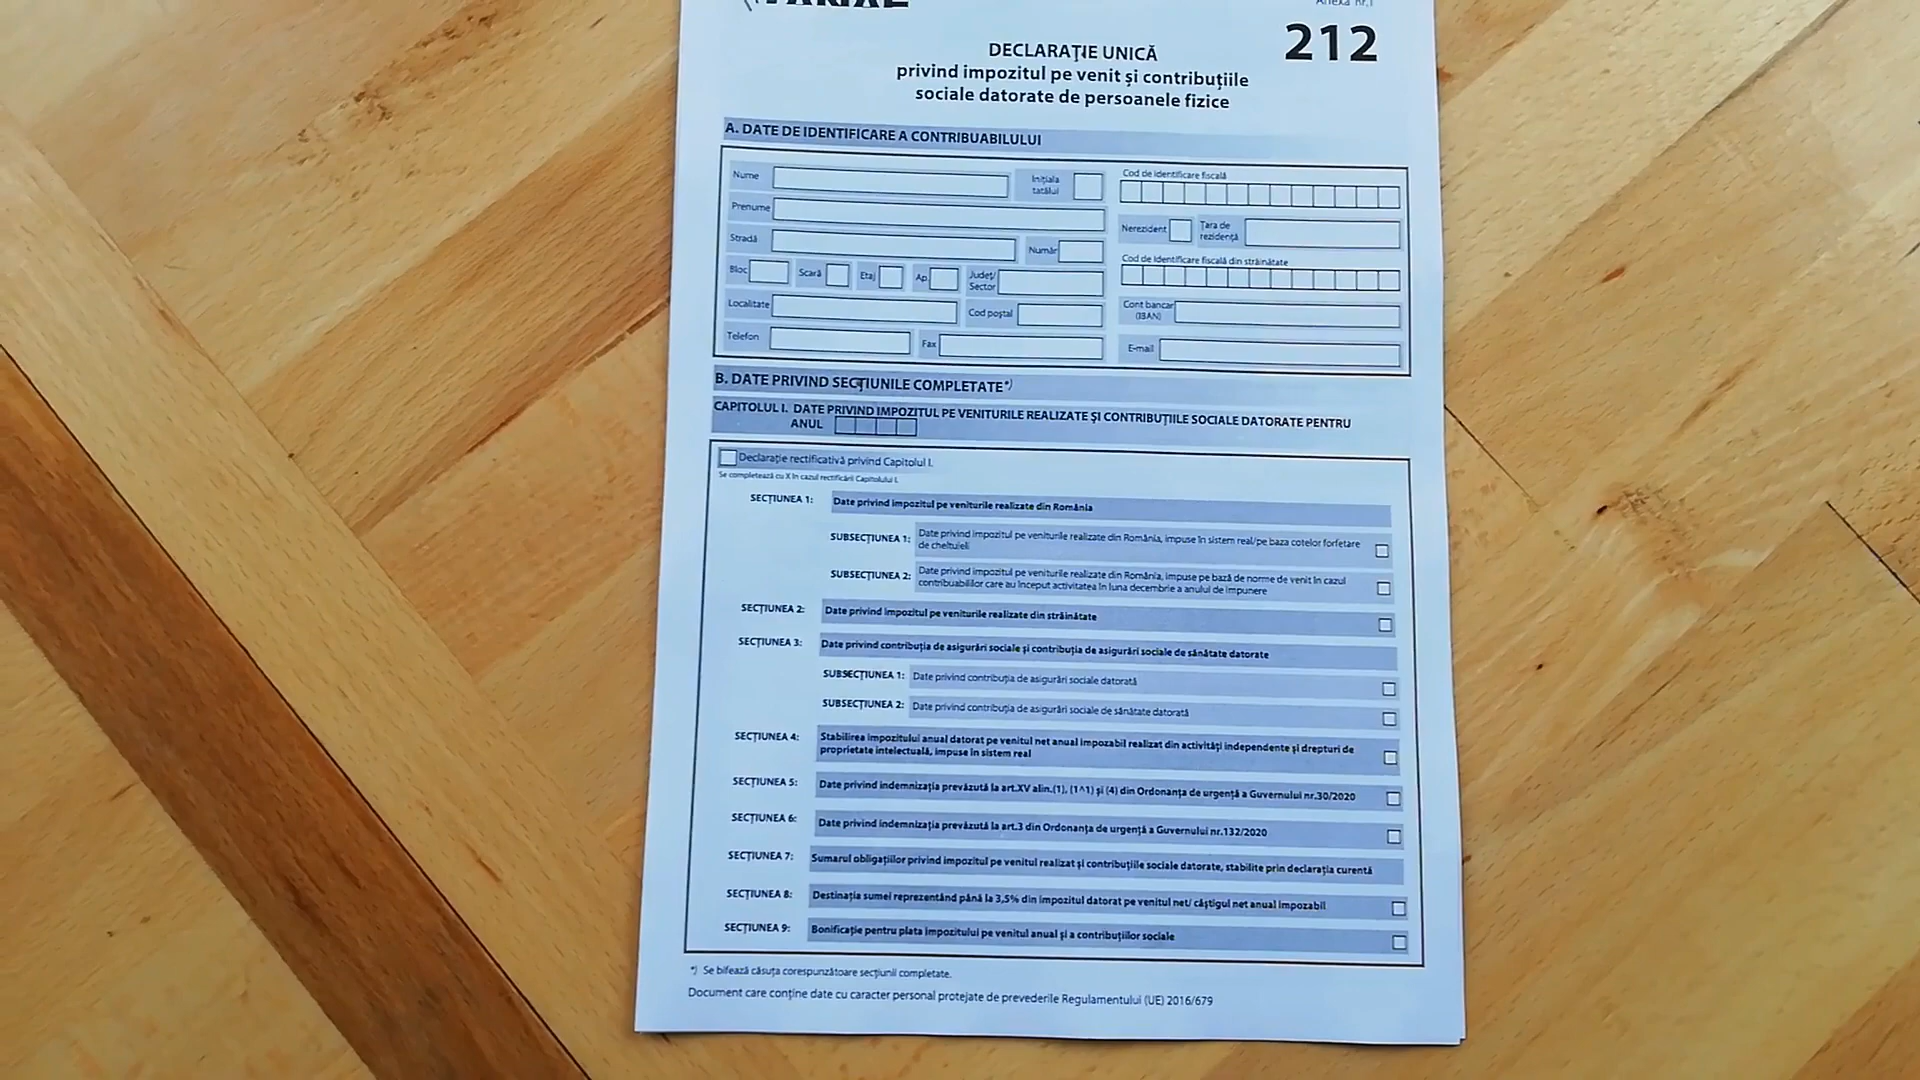 Anexa nr.1
212
DECLARAȚIE UNICĂ
privind impozitul pe venit și contribuțiile
sociale datorate de persoanele fizice
A. DATE DE IDENTIFICARE A CONTRIBUABILULUI
Nume
Inițiala
tatălui
Cod de identificare fiscală
Prenume
Nerezident
Țara de
rezidență
Stradă
Număr
Cod de identificare fiscală din străinătate
Bloc
Scară
Etaj
Ap.
Județ/
Sector
Localitate
Cod poștal
Cont bancar
(IBAN)
Telefon
Fax
E-mail
B. DATE PRIVIND SECȚIUNILE COMPLETATE*)
CAPITOLUL I. DATE PRIVIND IMPOZITUL PE VENITURILE REALIZATE ȘI CONTRIBUȚIILE SOCIALE DATORATE PENTRU
ANUL
Declarație rectificativă privind Capitolul I.
Se completează cu X în cazul rectificării Capitolului I.
SECȚIUNEA 1: Date privind impozitul pe veniturile realizate din România
SUBSECȚIUNEA 1: Date privind impozitul pe veniturile realizate din România, impuse în sistem real/pe baza cotelor forfetare
de cheltuieli
SUBSECȚIUNEA 2: Date privind impozitul pe veniturile realizate din România, impuse pe bază de norme de venit în cazul
contribuabililor care au început activitatea în luna decembrie a anului de impunere
SECȚIUNEA 2: Date privind impozitul pe veniturile realizate din străinătate
SECȚIUNEA 3: Date privind contribuția de asigurări sociale și contribuția de asigurări sociale de sănătate datorate
SUBSECȚIUNEA 1: Date privind contribuția de asigurări sociale datorată
SUBSECȚIUNEA 2: Date privind contribuția de asigurări sociale de sănătate datorată
SECȚIUNEA 4: Stabilirea impozitului anual datorat pe venitul net anual impozabil realizat din activități independente și drepturi de
proprietate intelectuală, impuse în sistem real
SECȚIUNEA 5: Date privind indemnizația prevăzută la art.XV alin.(1), (1^1) și (4) din Ordonanța de urgență a Guvernului nr.30/2020
SECȚIUNEA 6: Date privind indemnizația prevăzută la art.3 din Ordonanța de urgență a Guvernului nr.132/2020
SECȚIUNEA 7: Sumarul obligațiilor privind impozitul pe venitul realizat și contribuțiile sociale datorate, stabilite prin declarația curentă
SECȚIUNEA 8: Destinația sumei reprezentând până la 3,5% din impozitul datorat pe venitul net/ câștigul net anual impozabil
SECȚIUNEA 9: Bonificație pentru plata impozitului pe venitul anual și a contribuțiilor sociale
*) Se bifează căsuța corespunzătoare secțiunii completate.
Document care conține date cu caracter personal protejate de prevederile Regulamentului (UE) 2016/679